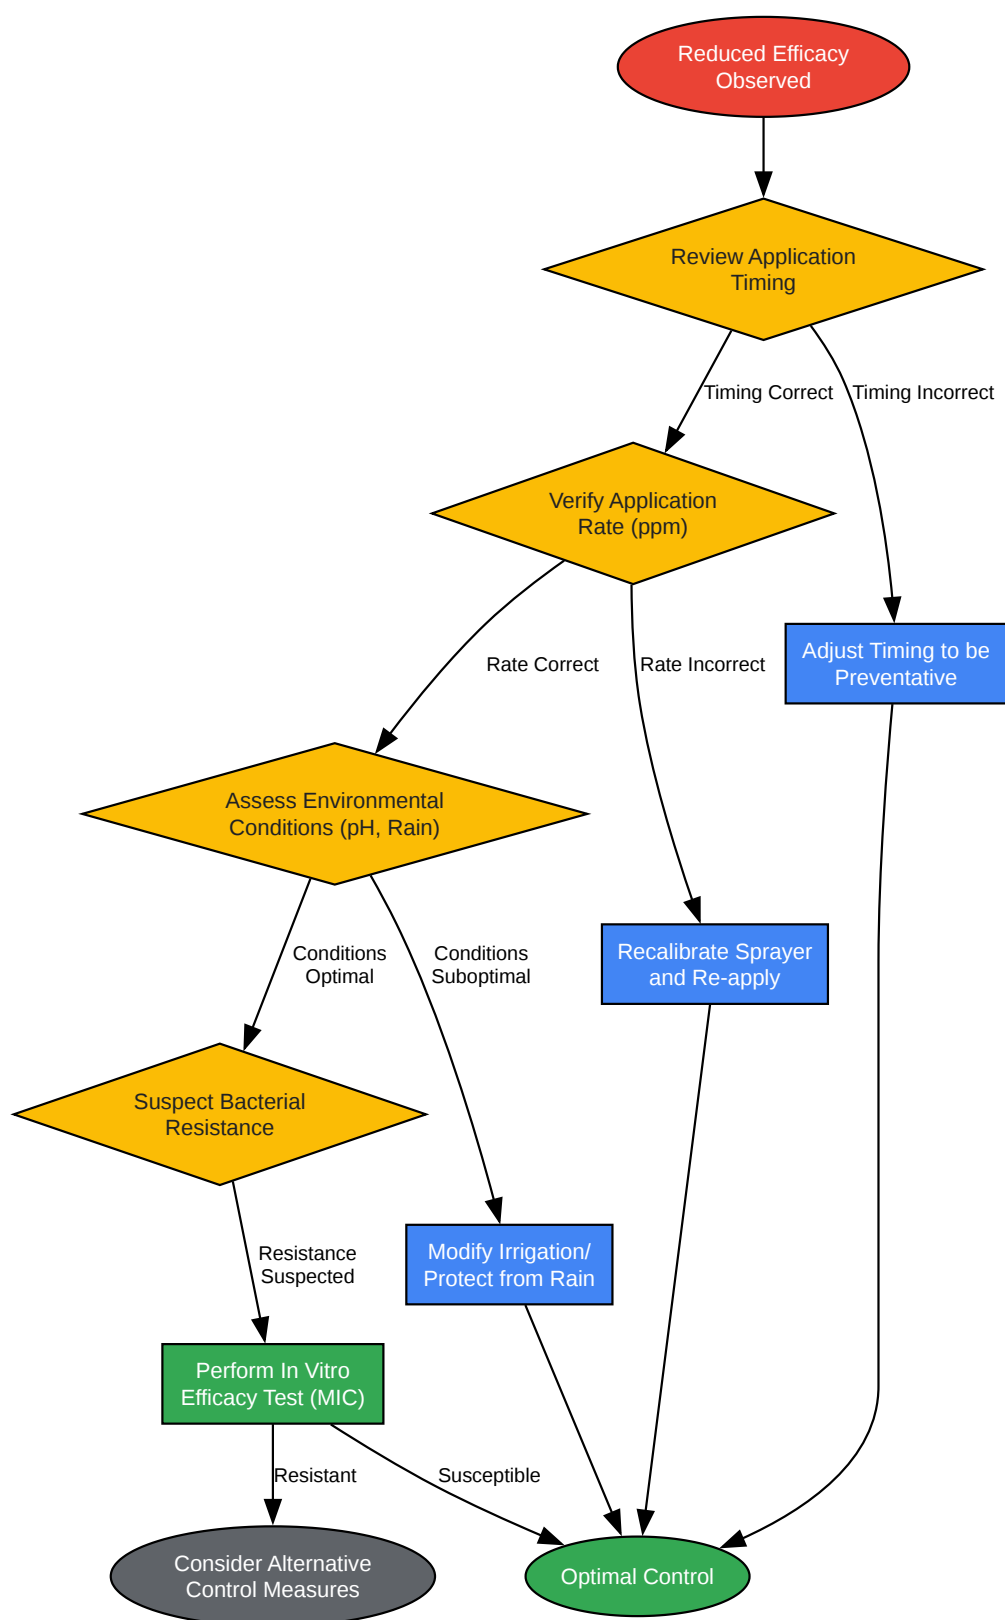 Reduced Efficacy
Observed
Review Application
Timing
Timing Correct
Timing Incorrect
Verify Application
Rate (ppm)
Rate Correct
Rate Incorrect
Adjust Timing to be
Preventative
Assess Environmental
Conditions (pH, Rain)
Conditions
Optimal
Conditions
Suboptimal
Recalibrate Sprayer
and Re-apply
Suspect Bacterial
Resistance
Resistance
Suspected
Modify Irrigation/
Protect from Rain
Perform In Vitro
Efficacy Test (MIC)
Resistant
Susceptible
Consider Alternative
Control Measures
Optimal Control